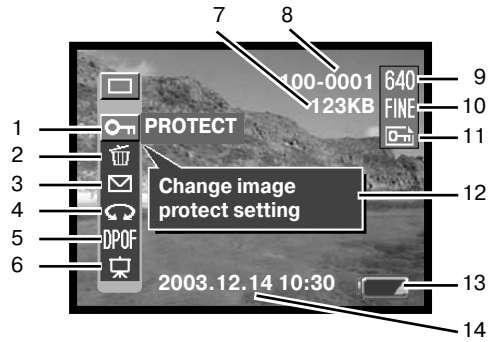 7
8
100-0001 640 9
123KB FINE 10
11
1 PROTECT
2
3 Change image 12
protect setting
4
5 DPOF
6
2003.12.14 10:30 13
14